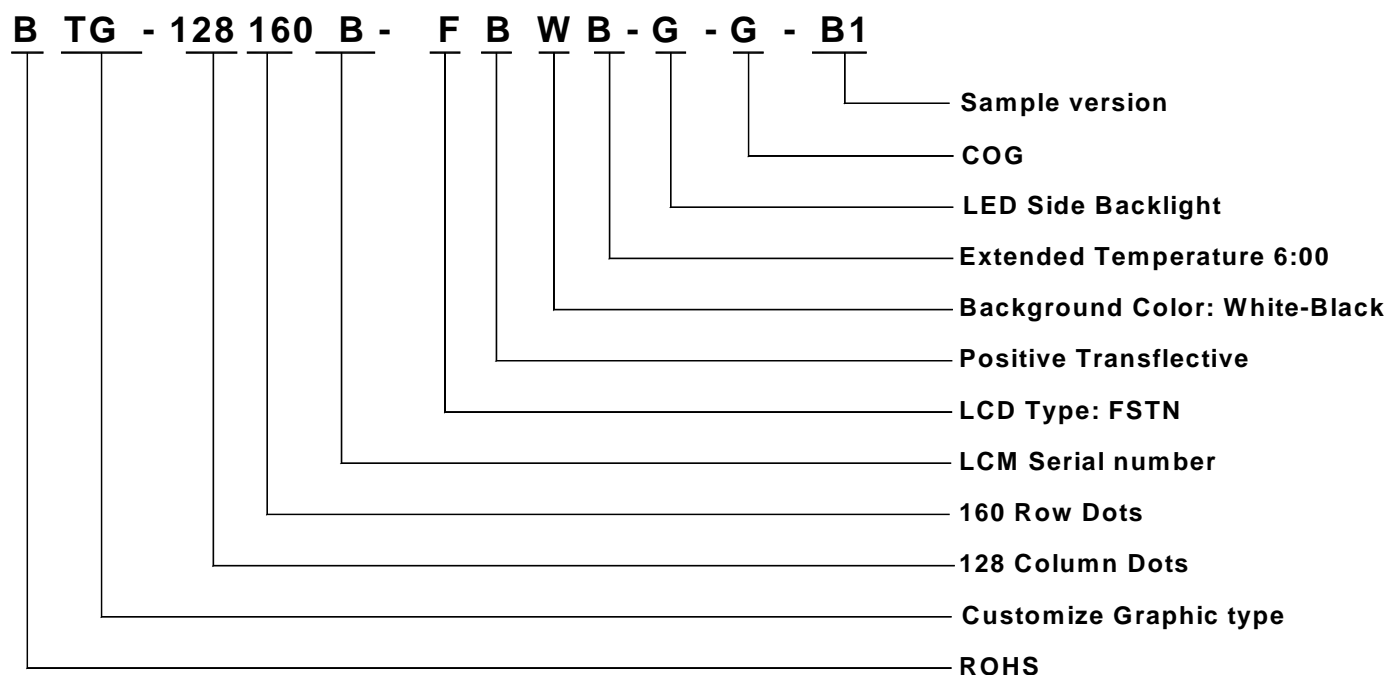 B TG - 128 160 B - F B W B - G - G - B1
Sample version
COG
LED Side Backlight
Extended Temperature 6:00
Background Color: White-Black
Positive Transflective
LCD Type: FSTN
LCM Serial number
160 Row Dots
128 Column Dots
Customize Graphic type
ROHS